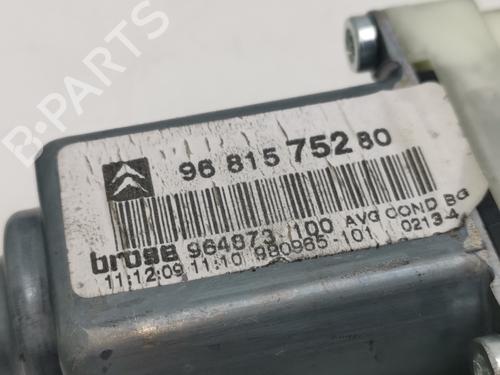 96 815 752 80
brose 964873 100 AVG COND BG
11.12.09 11:10 980965-101 0213-4
B-PARTS